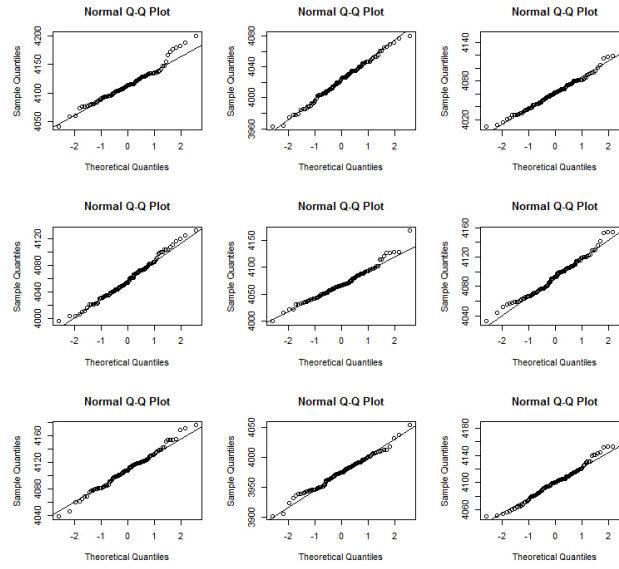 Normal Q-Q Plot Normal Q-Q Plot Normal Q-Q Plot
Sample Quantiles Sample Quantiles Sample Quantiles
4050 4100 4150 4200
3960 4000 4040 4080
4020 4080 4140
-2 -1 0 1 2 -2 -1 0 1 2 -2 -1 0 1 2
Theoretical Quantiles Theoretical Quantiles Theoretical Quantiles
Normal Q-Q Plot Normal Q-Q Plot Normal Q-Q Plot
Sample Quantiles Sample Quantiles Sample Quantiles
4000 4040 4080 4120
4000 4050 4100 4150
4040 4080 4120 4160
-2 -1 0 1 2 -2 -1 0 1 2 -2 -1 0 1 2
Theoretical Quantiles Theoretical Quantiles Theoretical Quantiles
Normal Q-Q Plot Normal Q-Q Plot Normal Q-Q Plot
Sample Quantiles Sample Quantiles Sample Quantiles
4040 4080 4120 4160
3900 3950 4000 4050
4060 4100 4140
-2 -1 0 1 2 -2 -1 0 1 2 -2 -1 0 1 2
Theoretical Quantiles Theoretical Quantiles Theoretical Quantiles